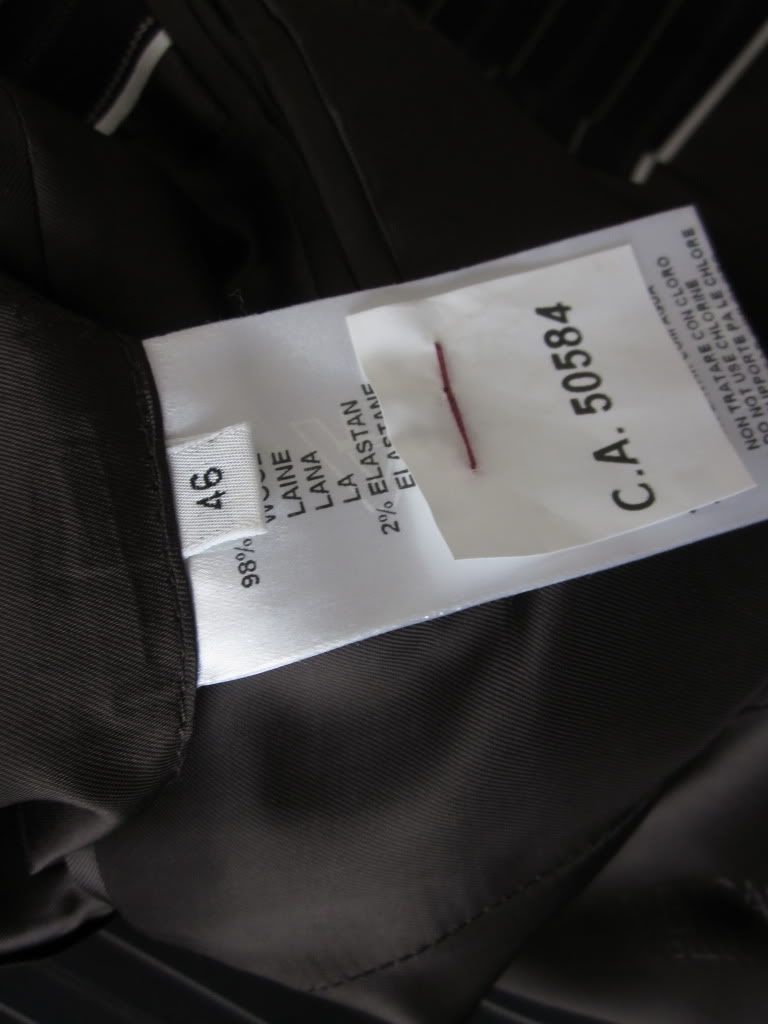 46
98%
LAINE
LANA
LA
2% ELASTAN
ELASTANE
C.A. 50584
NON TRATTARE CON CLORO
DO NOT USE CHLORINE
NE SUPPORTE PAS LE CHLORE